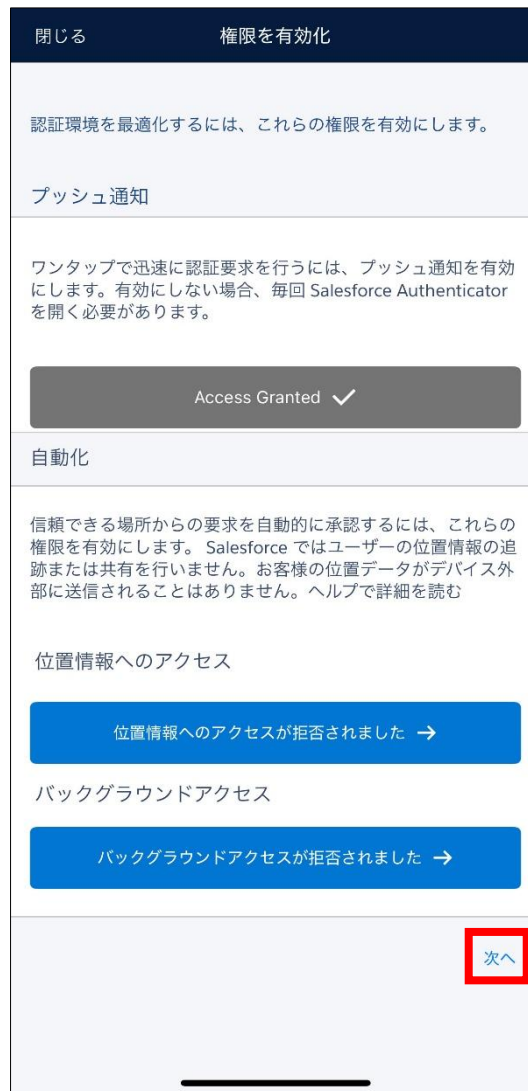 閉じる 権限を有効化
認証環境を最適化するには、これらの権限を有効にします。
プッシュ通知
ワンタップで迅速に認証要求を行うには、プッシュ通知を有効
にします。有効にしない場合、毎回 Salesforce Authenticator
を開く必要があります。
Access Granted ✓
自動化
信頼できる場所からの要求を自動的に承認するには、これらの
権限を有効にします。 Salesforce ではユーザーの位置情報の追
跡または共有を行いません。お客様の位置データがデバイス外
部に送信されることはありません。ヘルプで詳細を読む
位置情報へのアクセス
位置情報へのアクセスが拒否されました →
バックグラウンドアクセス
バックグラウンドアクセスが拒否されました →
次へ